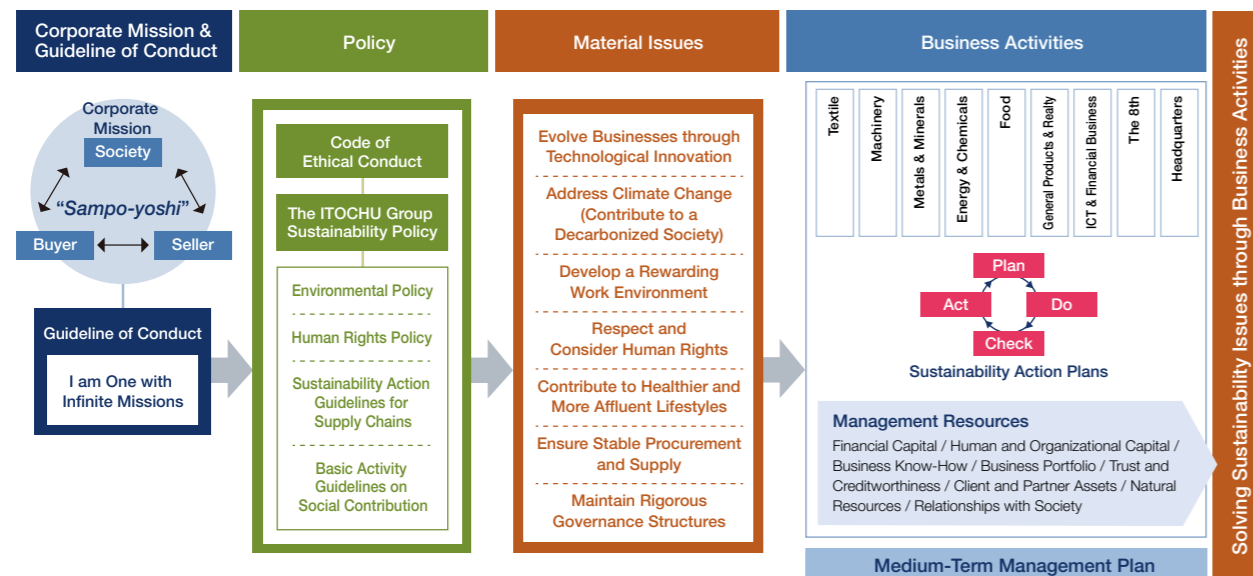 Corporate Mission &
Guideline of Conduct
Policy
Material Issues
Business Activities
Corporate
Mission
Society
“Sampo-yoshi”
Buyer
Seller
Guideline of Conduct
I am One with
Infinite Missions
Code of
Ethical Conduct
The ITOCHU Group
Sustainability Policy
Environmental Policy
Human Rights Policy
Sustainability Action
Guidelines for
Supply Chains
Basic Activity
Guidelines on
Social Contribution
Evolve Businesses through
Technological Innovation
Address Climate Change
(Contribute to a
Decarbonized Society)
Develop a Rewarding
Work Environment
Respect and
Consider Human Rights
Contribute to Healthier and
More Affluent Lifestyles
Ensure Stable Procurement
and Supply
Maintain Rigorous
Governance Structures
Textile
Machinery
Metals & Minerals
Energy & Chemicals
Food
General Products & Realty
ICT & Financial Business
The 8th
Headquarters
Plan
Act
Do
Check
Sustainability Action Plans
Management Resources
Financial Capital / Human and Organizational Capital /
Business Know-How / Business Portfolio / Trust and
Creditworthiness / Client and Partner Assets / Natural
Resources / Relationships with Society
Medium-Term Management Plan
Solving Sustainability Issues through Business Activities